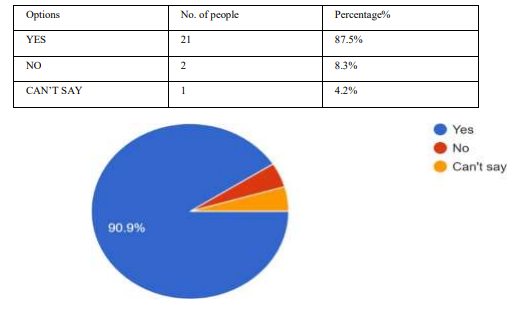 Options No. of people Percentage%
YES 21 87.5%
NO 2 8.3%
CAN'T SAY 1 4.2%
Yes
No
Can't say
90.9%